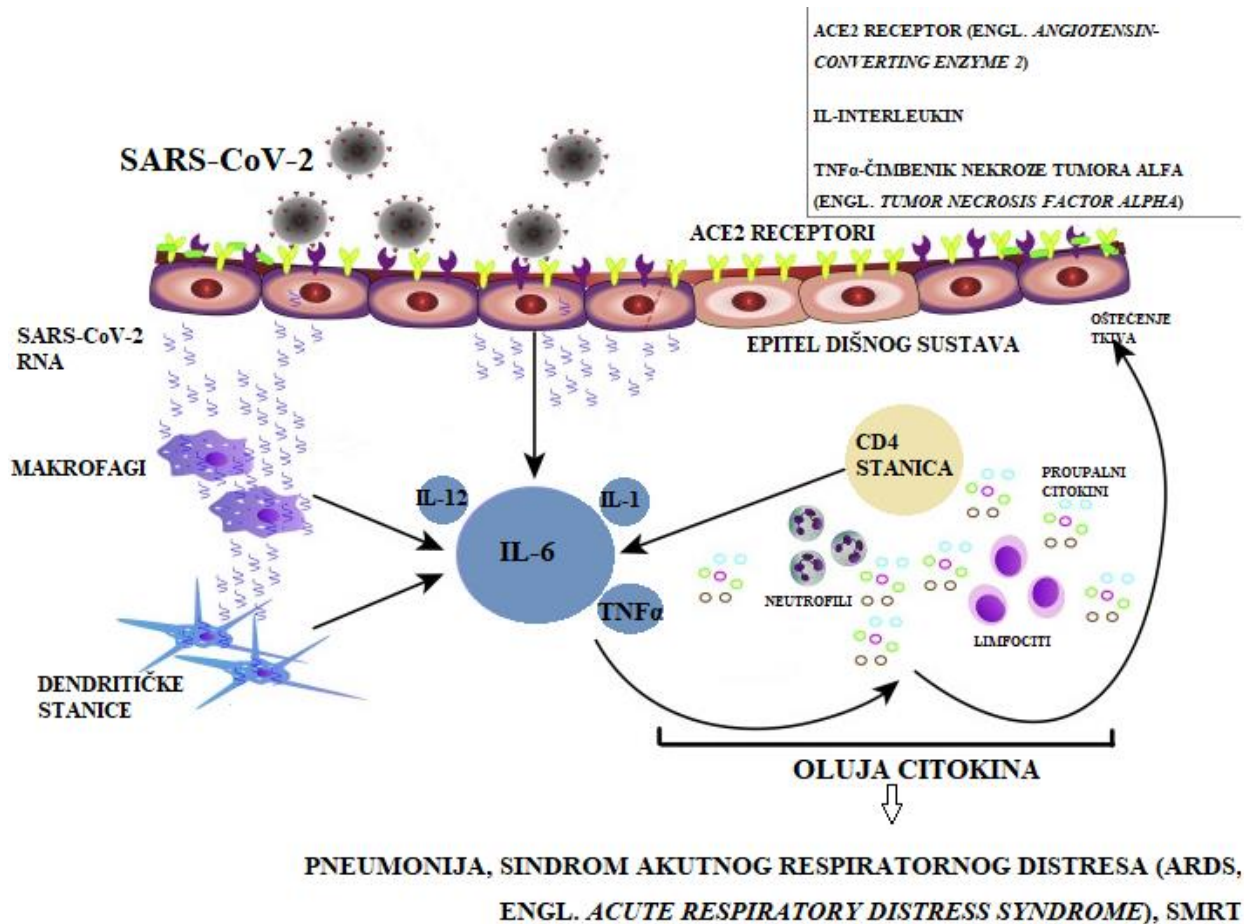 ACE2 RECEPTOR (ENGL. ANGIOTENSIN-
CONVERTING ENZYME 2)
IL-INTERLEUKIN
TNFα-ČIMBENIK NEKROZE TUMORA ALFA
(ENGL. TUMOR NECROSIS FACTOR ALPHA)
SARS-CoV-2
ACE2 RECEPTORI
OŠTEĆENJE
TKIVA
SARS-CoV-2
RNA
EPITEL DIŠNOG SUSTAVA
MAKROFAGI
CD4
STANICA
PROUPALNI
CITOKINI
IL-12
IL-1
IL-6
NEUTROFILI
TNFα
LIMFOCITI
DENDRITIČKE
STANICE
OLUJA CITOKINA
PNEUMONIJA, SINDROM AKUTNOG RESPIRATORNOG DISTRESA (ARDS,
ENGL. ACUTE RESPIRATORY DISTRESS SYNDROME), SMRT